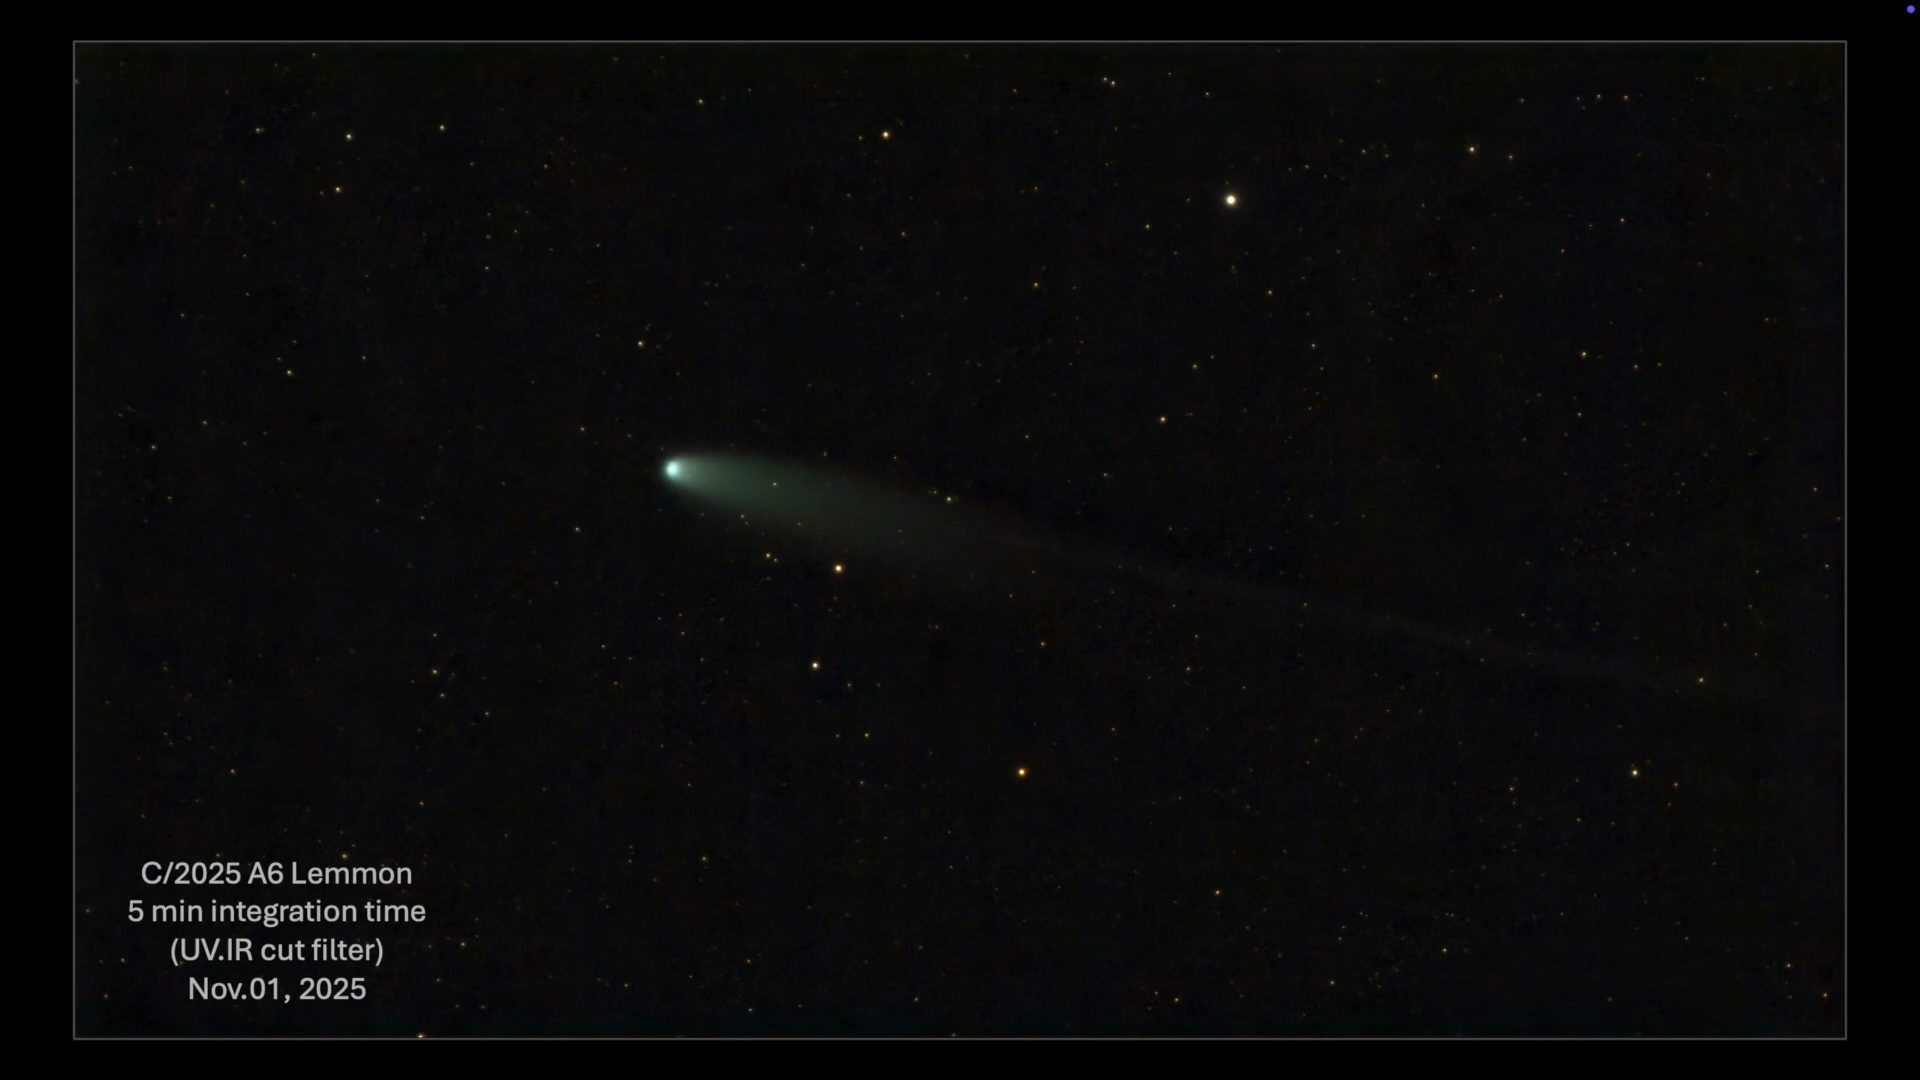 C/2025 A6 Lemmon
5 min integration time
(UV.IR cut filter)
Nov.01, 2025